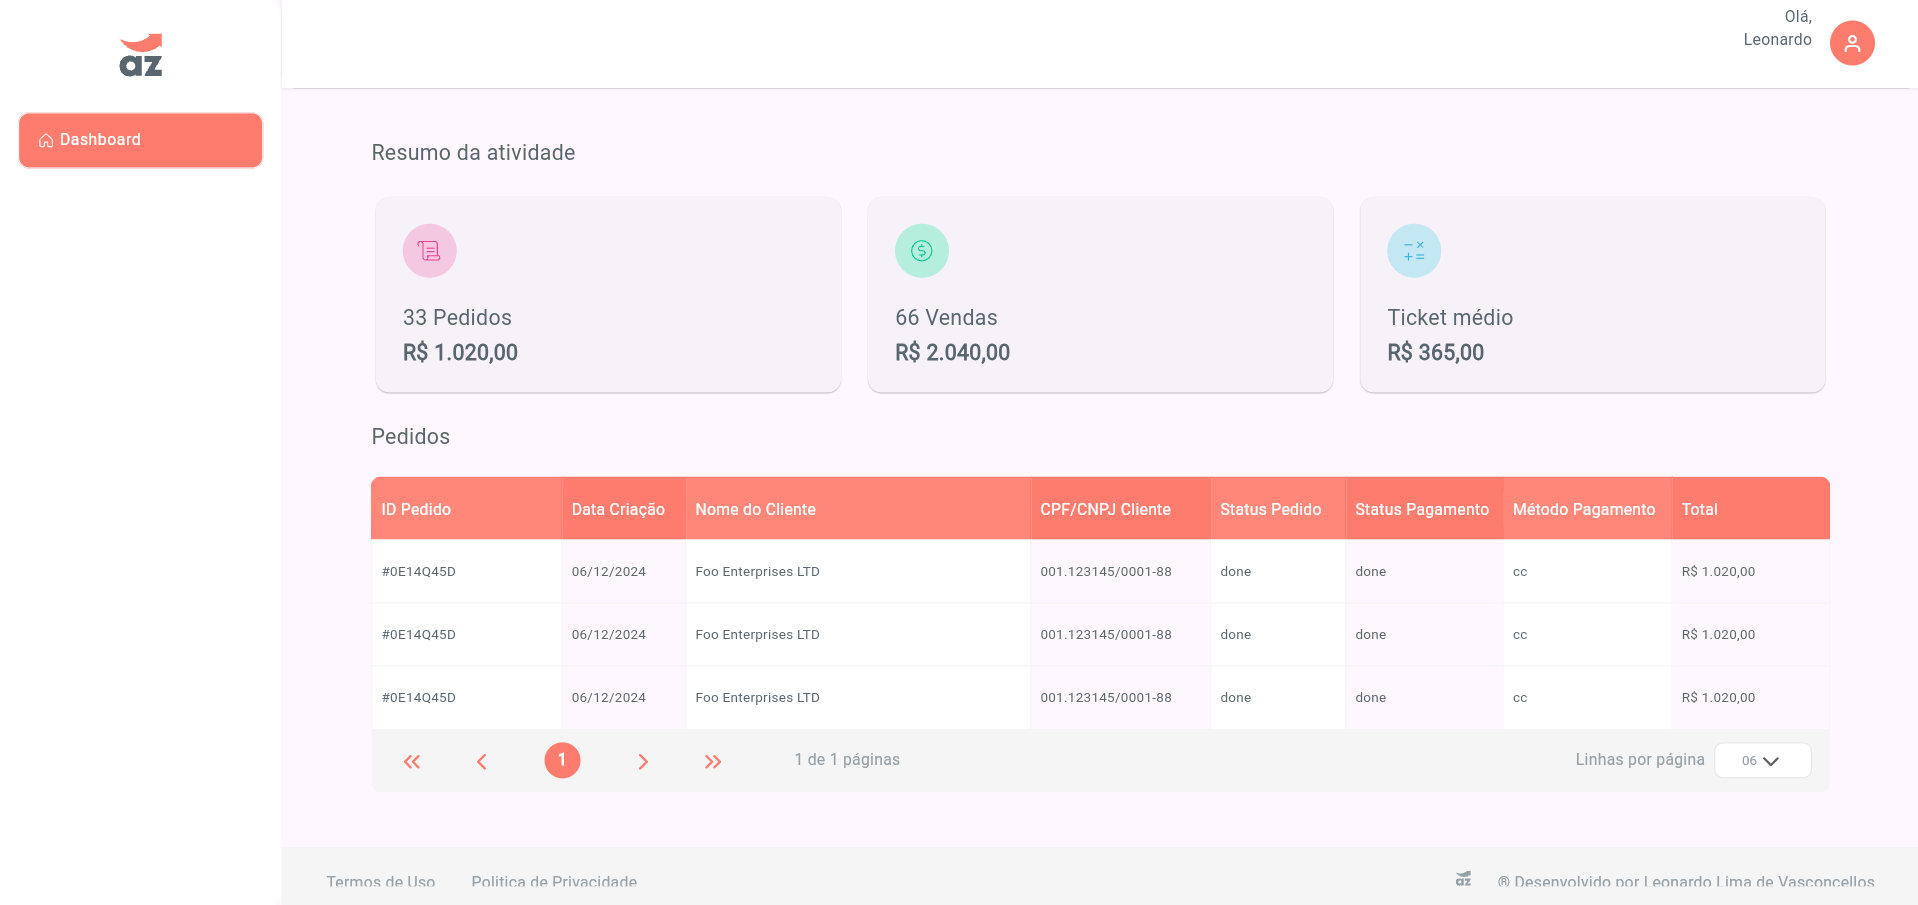 az
Olá,
Leonardo
Dashboard
Resumo da atividade
33 Pedidos
R$ 1.020,00
66 Vendas
R$ 2.040,00
Ticket médio
R$ 365,00
Pedidos
ID Pedido Data Criação Nome do Cliente CPF/CNPJ Cliente Status Pedido Status Pagamento Método Pagamento Total
#0E14Q45D 06/12/2024 Foo Enterprises LTD 001.123145/0001-88 done done cc R$ 1.020,00
#0E14Q45D 06/12/2024 Foo Enterprises LTD 001.123145/0001-88 done done cc R$ 1.020,00
#0E14Q45D 06/12/2024 Foo Enterprises LTD 001.123145/0001-88 done done cc R$ 1.020,00
1 1 de 1 páginas Linhas por página 06
Termos de Uso Politica de Privacidade az ® Desenvolvido por Leonardo Lima de Vasconcellos